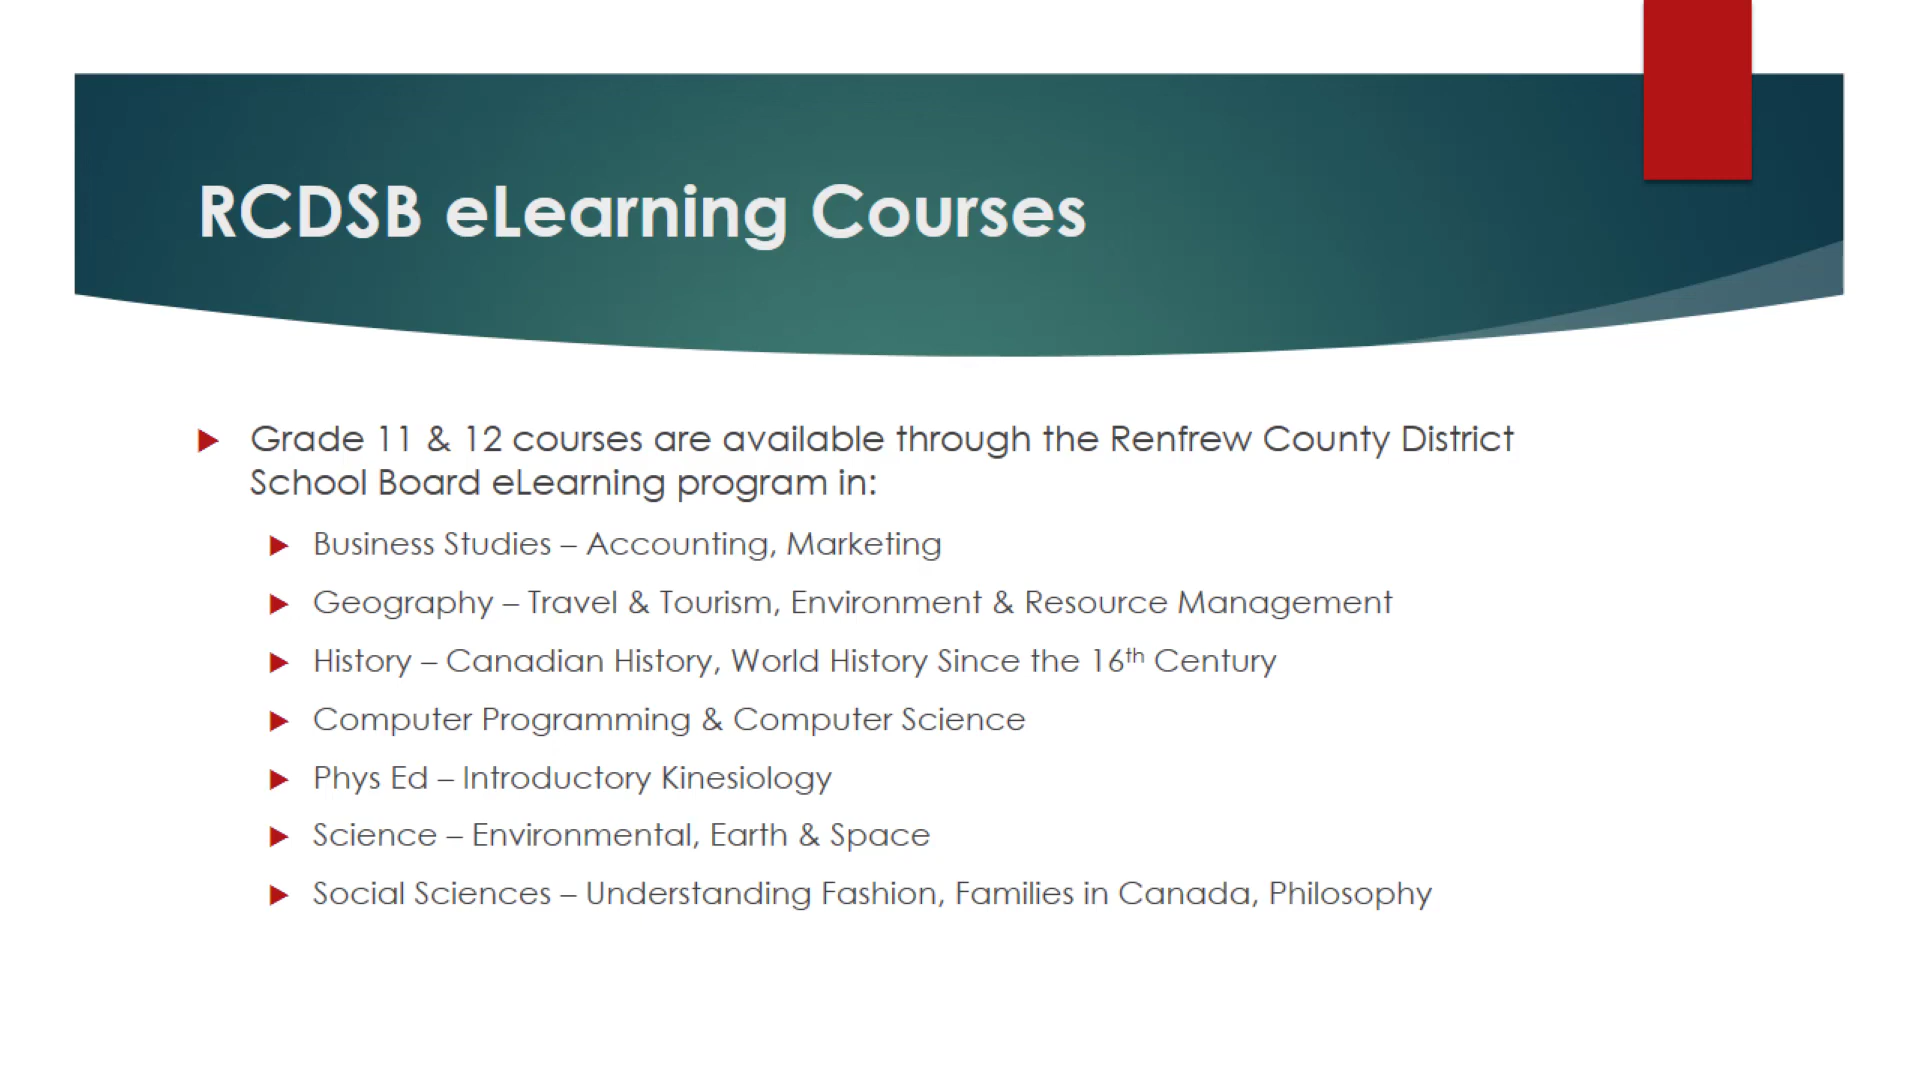 RCDSB eLearning Courses
Grade 11 & 12 courses are available through the Renfrew County District
School Board eLearning program in:
Business Studies – Accounting, Marketing
Geography – Travel & Tourism, Environment & Resource Management
History – Canadian History, World History Since the 16th Century
Computer Programming & Computer Science
Phys Ed – Introductory Kinesiology
Science – Environmental, Earth & Space
Social Sciences – Understanding Fashion, Families in Canada, Philosophy